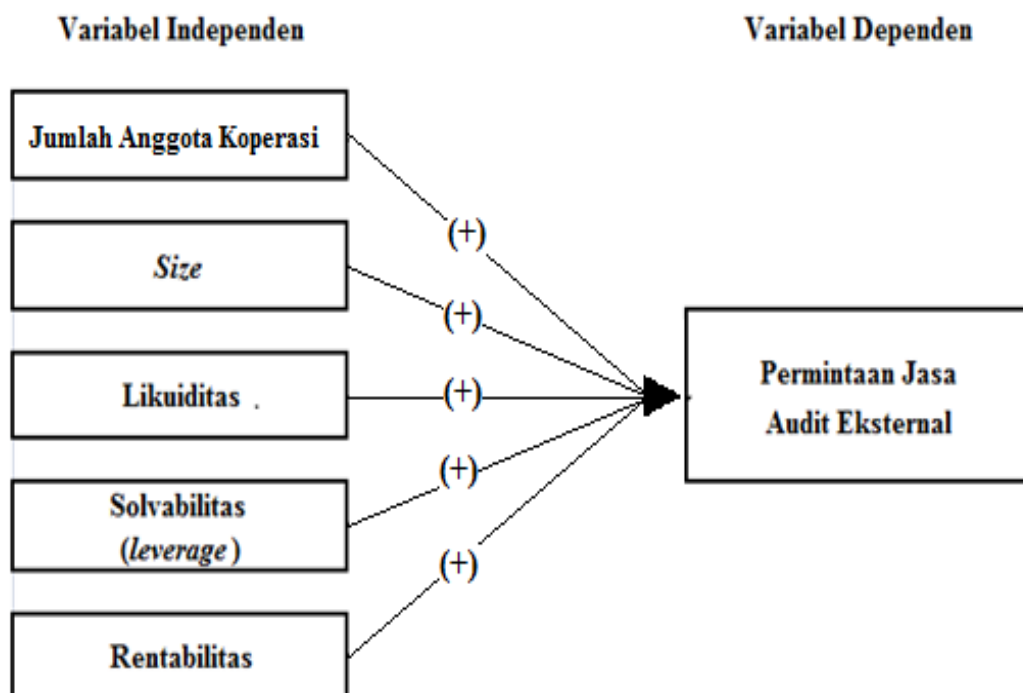 Variabel Independen
Variabel Dependen
Jumlah Anggota Koperasi
(+)
Size
(+)
Likuiditas .
(+)
Permintaan Jasa
Audit Eksternal
Solvabilitas
(leverage)
(+)
Rentabilitas
(+)